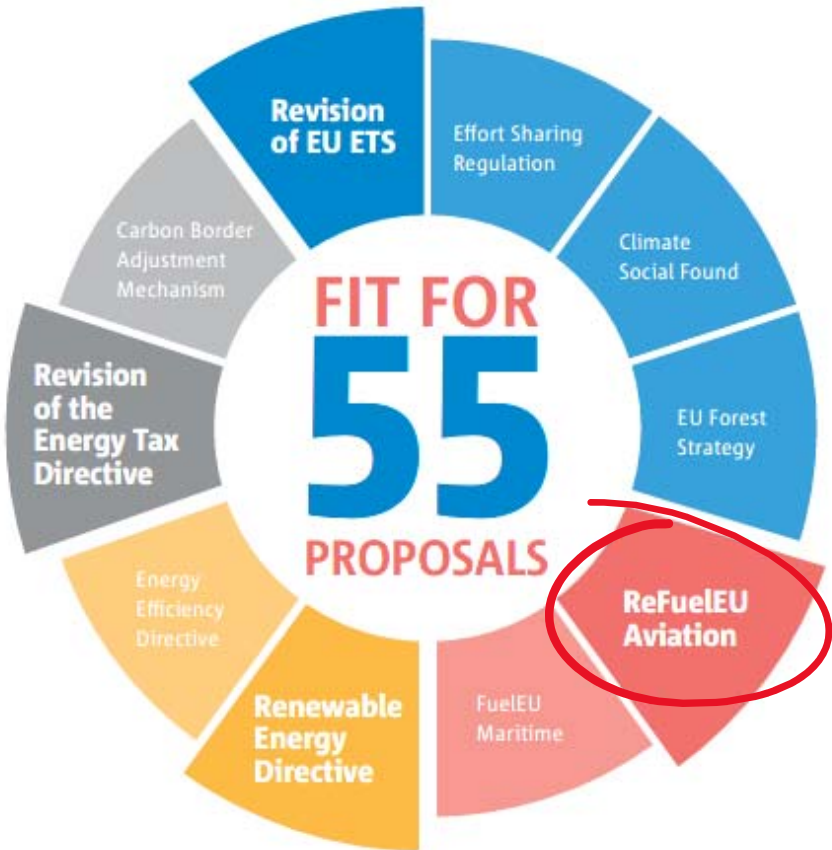 Revision
of EU ETS
Effort Sharing
Regulation
Climate
Social Found
EU Forest
Strategy
ReFuelEU
Aviation
FuelEU
Maritime
Renewable
Energy
Directive
Energy
Efficiency
Directive
Revision
of the
Energy Tax
Directive
Carbon Border
Adjustment
Mechanism
FIT FOR
55
PROPOSALS